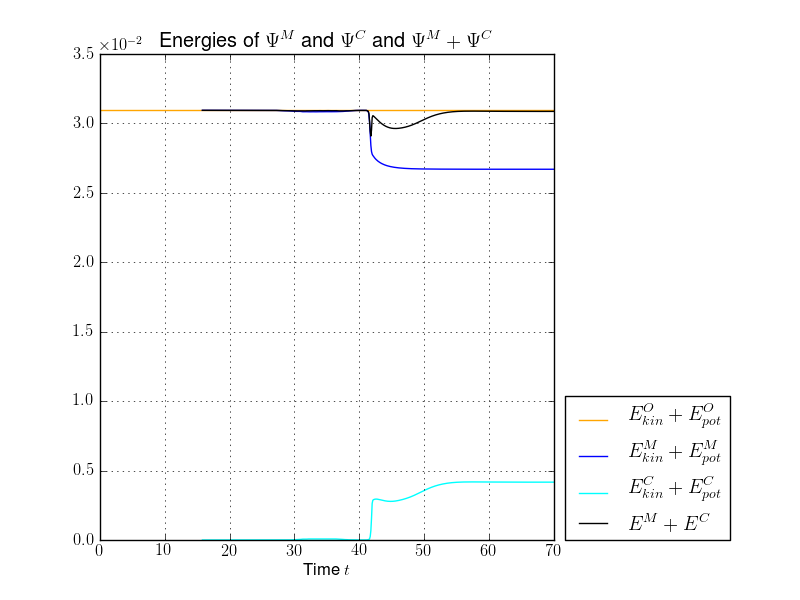 Energies of Ψ^M and Ψ^C and Ψ^M + Ψ^C
×10^−2
3.5
3.0
2.5
2.0
1.5
1.0
0.5
0.0
0 10 20 30 40 50 60 70
Time t
E^O_kin + E^O_pot
E^M_kin + E^M_pot
E^C_kin + E^C_pot
E^M + E^C